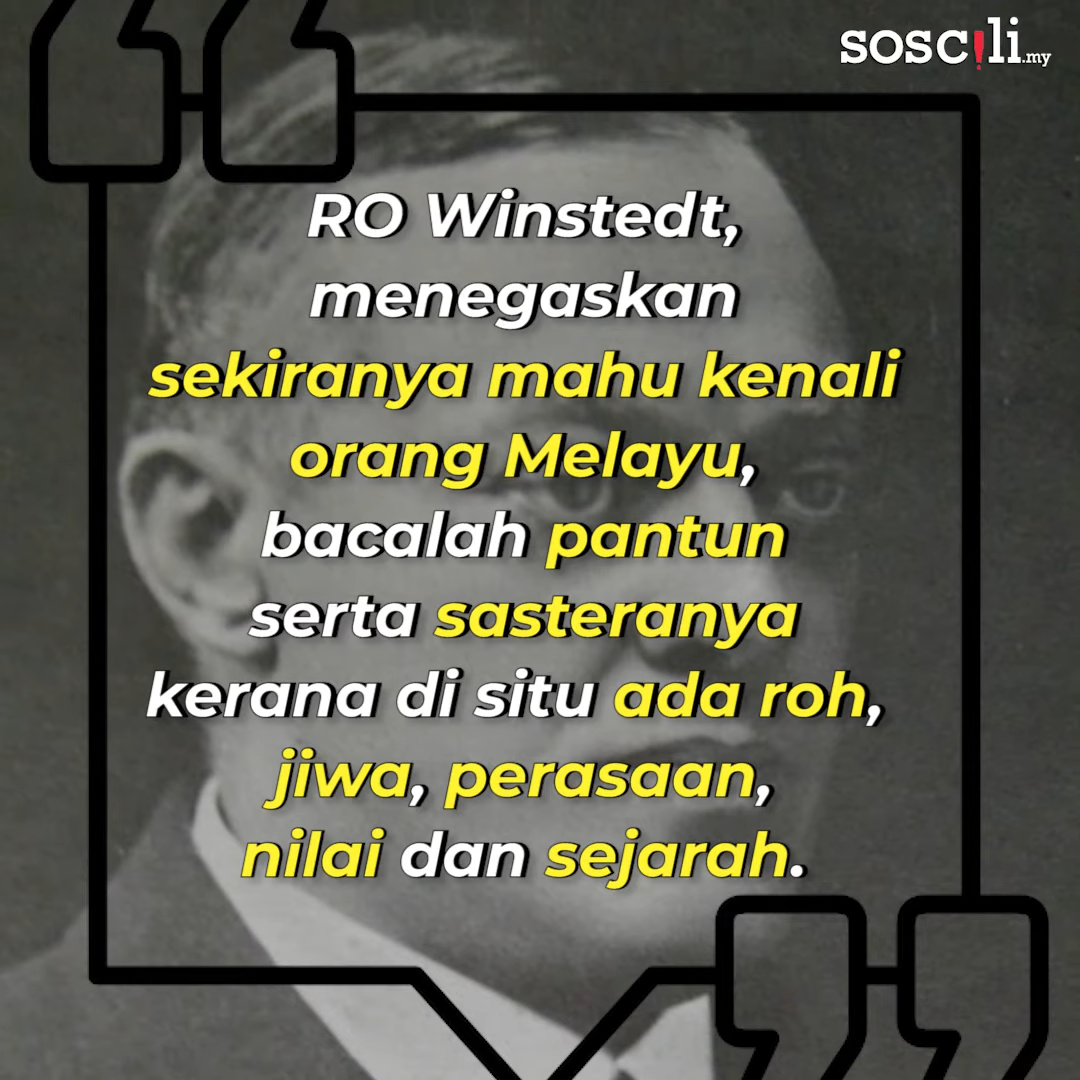 soscili.my
RO Winstedt,
menegaskan
sekiranya mahu kenali
orang Melayu,
bacalah pantun
serta sasteranya
kerana di situ ada roh,
jiwa, perasaan,
nilai dan sejarah.